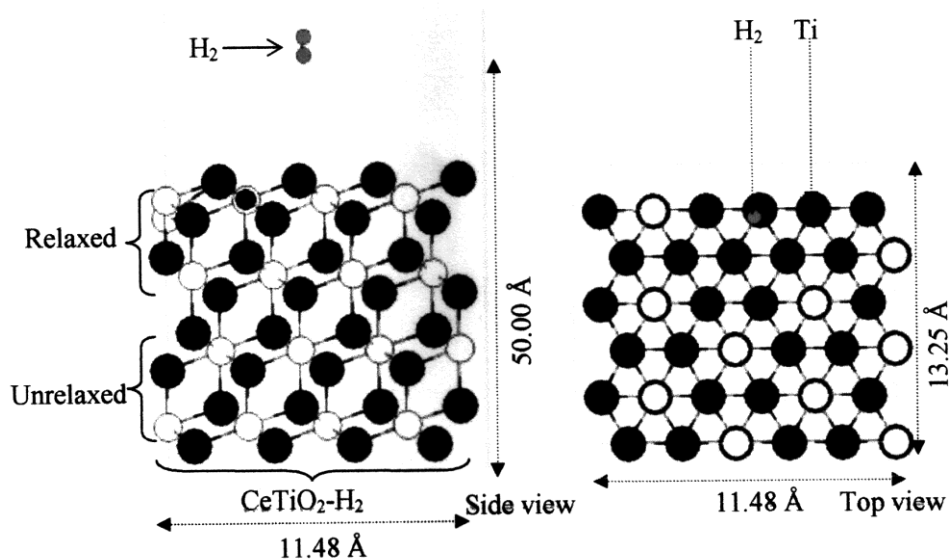 H₂
H₂ Ti
Relaxed
Unrelaxed
50.00 Å
13.25 Å
CeTiO₂-H₂
Side view
11.48 Å
11.48 Å
Top view